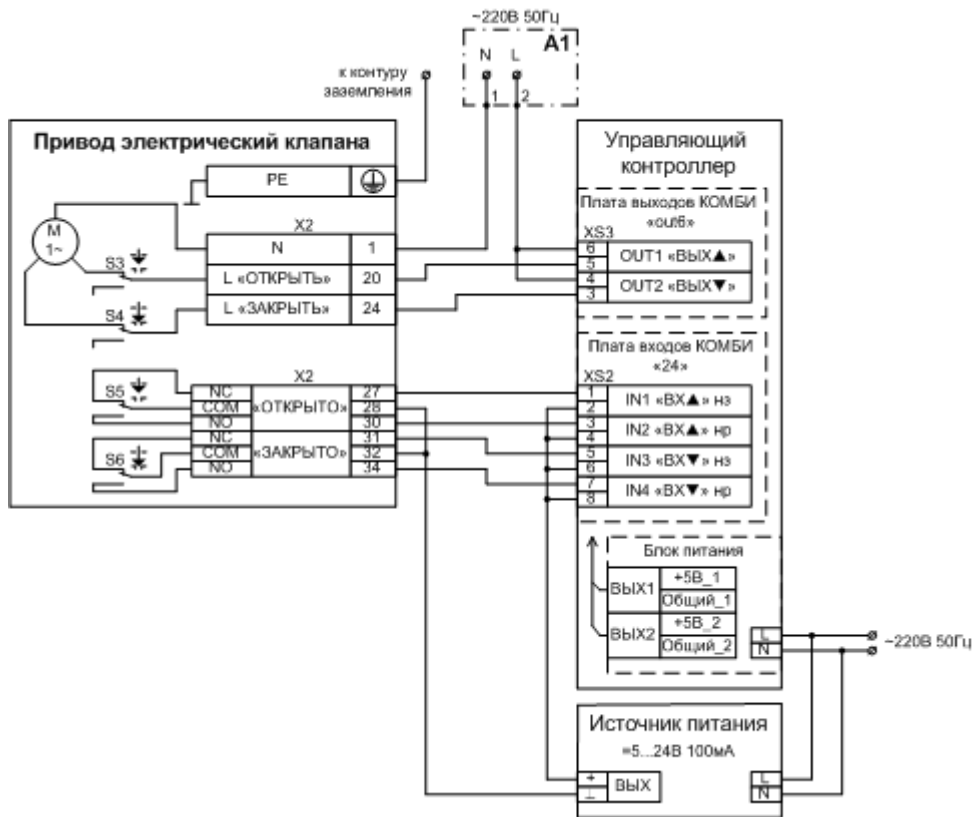 ~220В 50Гц
А1
N L
1 2
к контуру
заземления
Привод электрический клапана
PE
X2
N 1
L «ОТКРЫТЬ» 20
L «ЗАКРЫТЬ» 24
M
1~
S3
S4
X2
NC 27
COM «ОТКРЫТО» 28
NO 30
NC 31
COM «ЗАКРЫТО» 32
NO 34
S5
S6
Управляющий
контроллер
Плата выходов КОМБИ
«out6»
XS3
6 OUT1 «ВЫХ▲»
5
4 OUT2 «ВЫХ▼»
3
Плата входов КОМБИ
«24»
XS2
1 IN1 «ВХ▲» нз
2
3 IN2 «ВХ▲» нр
4
5 IN3 «ВХ▼» нз
6
7 IN4 «ВХ▼» нр
8
Блок питания
ВЫХ1 +5В_1
Общий_1
ВЫХ2 +5В_2
Общий_2
L
N
~220В 50Гц
Источник питания
=5...24В 100мА
+ ВЫХ L
⊥ N